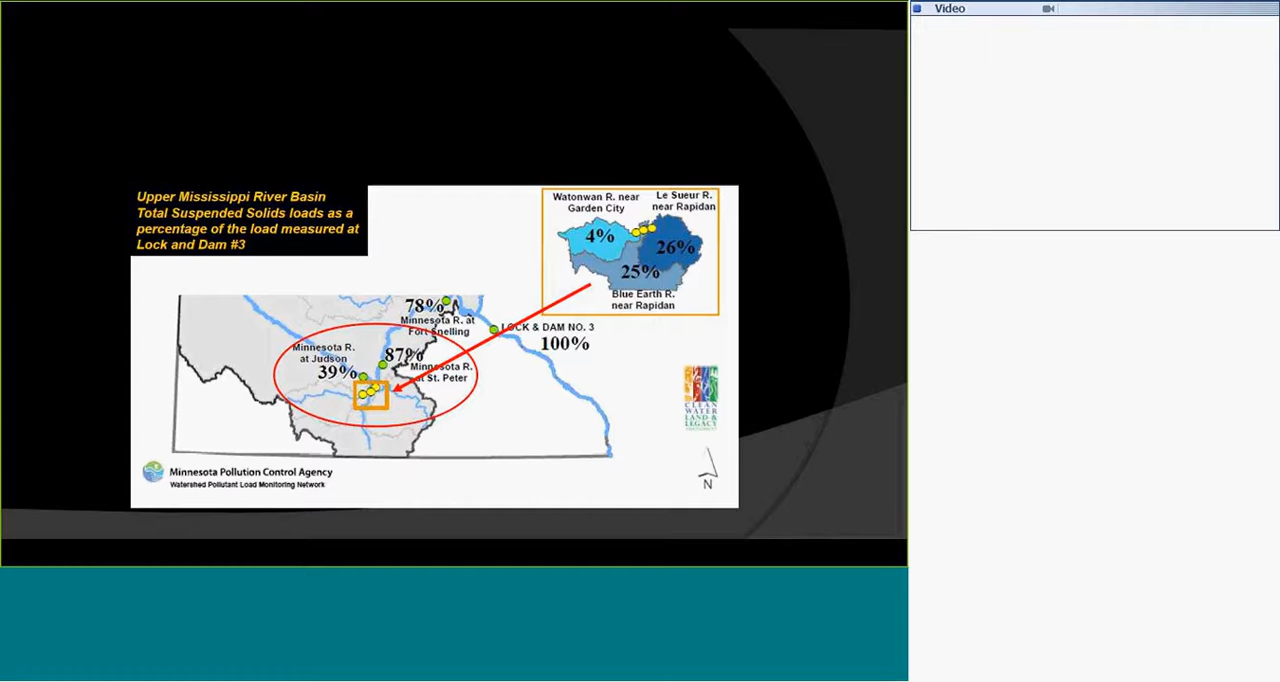 Video
Upper Mississippi River Basin
Total Suspended Solids loads as a
percentage of the load measured at
Lock and Dam #3
Watonwan R. near
Garden City
Le Sueur R.
near Rapidan
4%
26%
25%
Blue Earth R.
near Rapidan
78%
Minnesota R. at
Fort Snelling
LOCK & DAM NO. 3
100%
Minnesota R.
at Judson
39%
87%
Minnesota R.
at St. Peter
CLEAN
WATER
LAND &
LEGACY
AMENDMENT
N
Minnesota Pollution Control Agency
Watershed Pollutant Load Monitoring Network